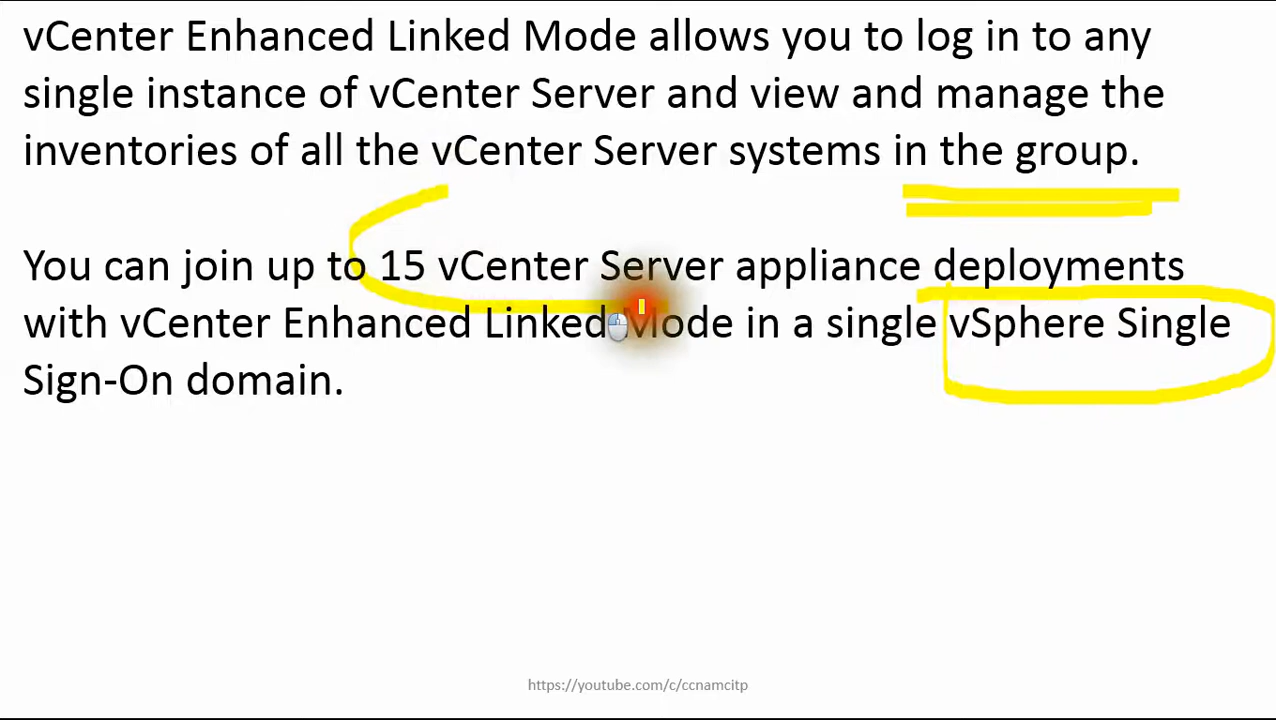 vCenter Enhanced Linked Mode allows you to log in to any
single instance of vCenter Server and view and manage the
inventories of all the vCenter Server systems in the group.
You can join up to 15 vCenter Server appliance deployments
with vCenter Enhanced Linked Mode in a single vSphere Single
Sign-On domain.
https://youtube.com/c/ccnamcitp